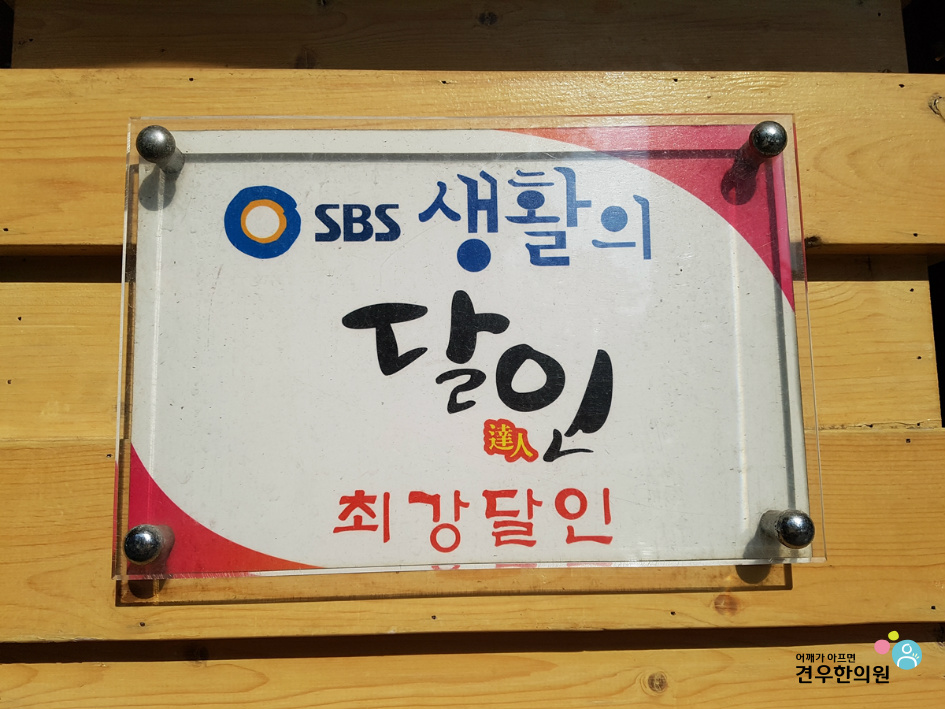 SBS 생활의
달인
達人
최강달인
어깨가 아프면
견우한의원